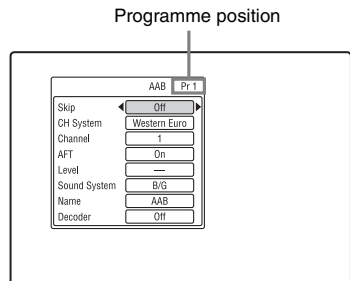 Programme position
AAB Pr 1
Skip Off
CH System Western Euro
Channel 1
AFT On
Level —
Sound System B/G
Name AAB
Decoder Off